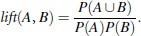 lift(A, B) = P(A ∪ B) / P(A)P(B).